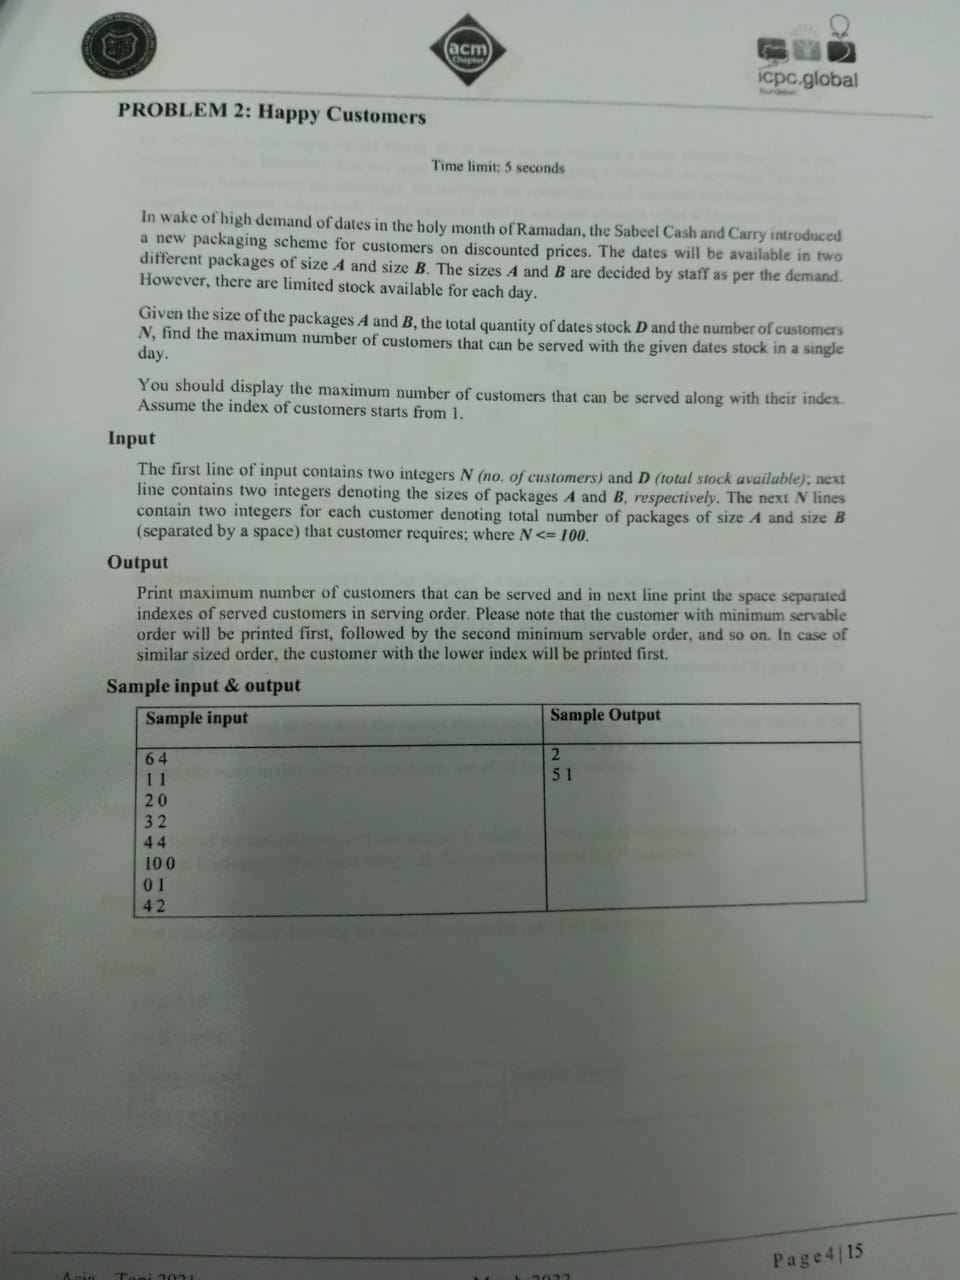 acm
Chapter
icpc.global
foundation
PROBLEM 2: Happy Customers
Time limit: 5 seconds
In wake of high demand of dates in the holy month of Ramadan, the Sabeel Cash and Carry introduced
a new packaging scheme for customers on discounted prices. The dates will be available in two
different packages of size A and size B. The sizes A and B are decided by staff as per the demand.
However, there are limited stock available for each day.
Given the size of the packages A and B, the total quantity of dates stock D and the number of customers
N, find the maximum number of customers that can be served with the given dates stock in a single
day.
You should display the maximum number of customers that can be served along with their index.
Assume the index of customers starts from 1.
Input
The first line of input contains two integers N (no. of customers) and D (total stock available); next
line contains two integers denoting the sizes of packages A and B, respectively. The next N lines
contain two integers for each customer denoting total number of packages of size A and size B
(separated by a space) that customer requires; where N <= 100.
Output
Print maximum number of customers that can be served and in next line print the space separated
indexes of served customers in serving order. Please note that the customer with minimum servable
order will be printed first, followed by the second minimum servable order, and so on. In case of
similar sized order, the customer with the lower index will be printed first.
Sample input & output
Sample input
Sample Output
6 4
1 1
2 0
3 2
4 4
10 0
0 1
4 2
2
5 1
Page 4 | 15